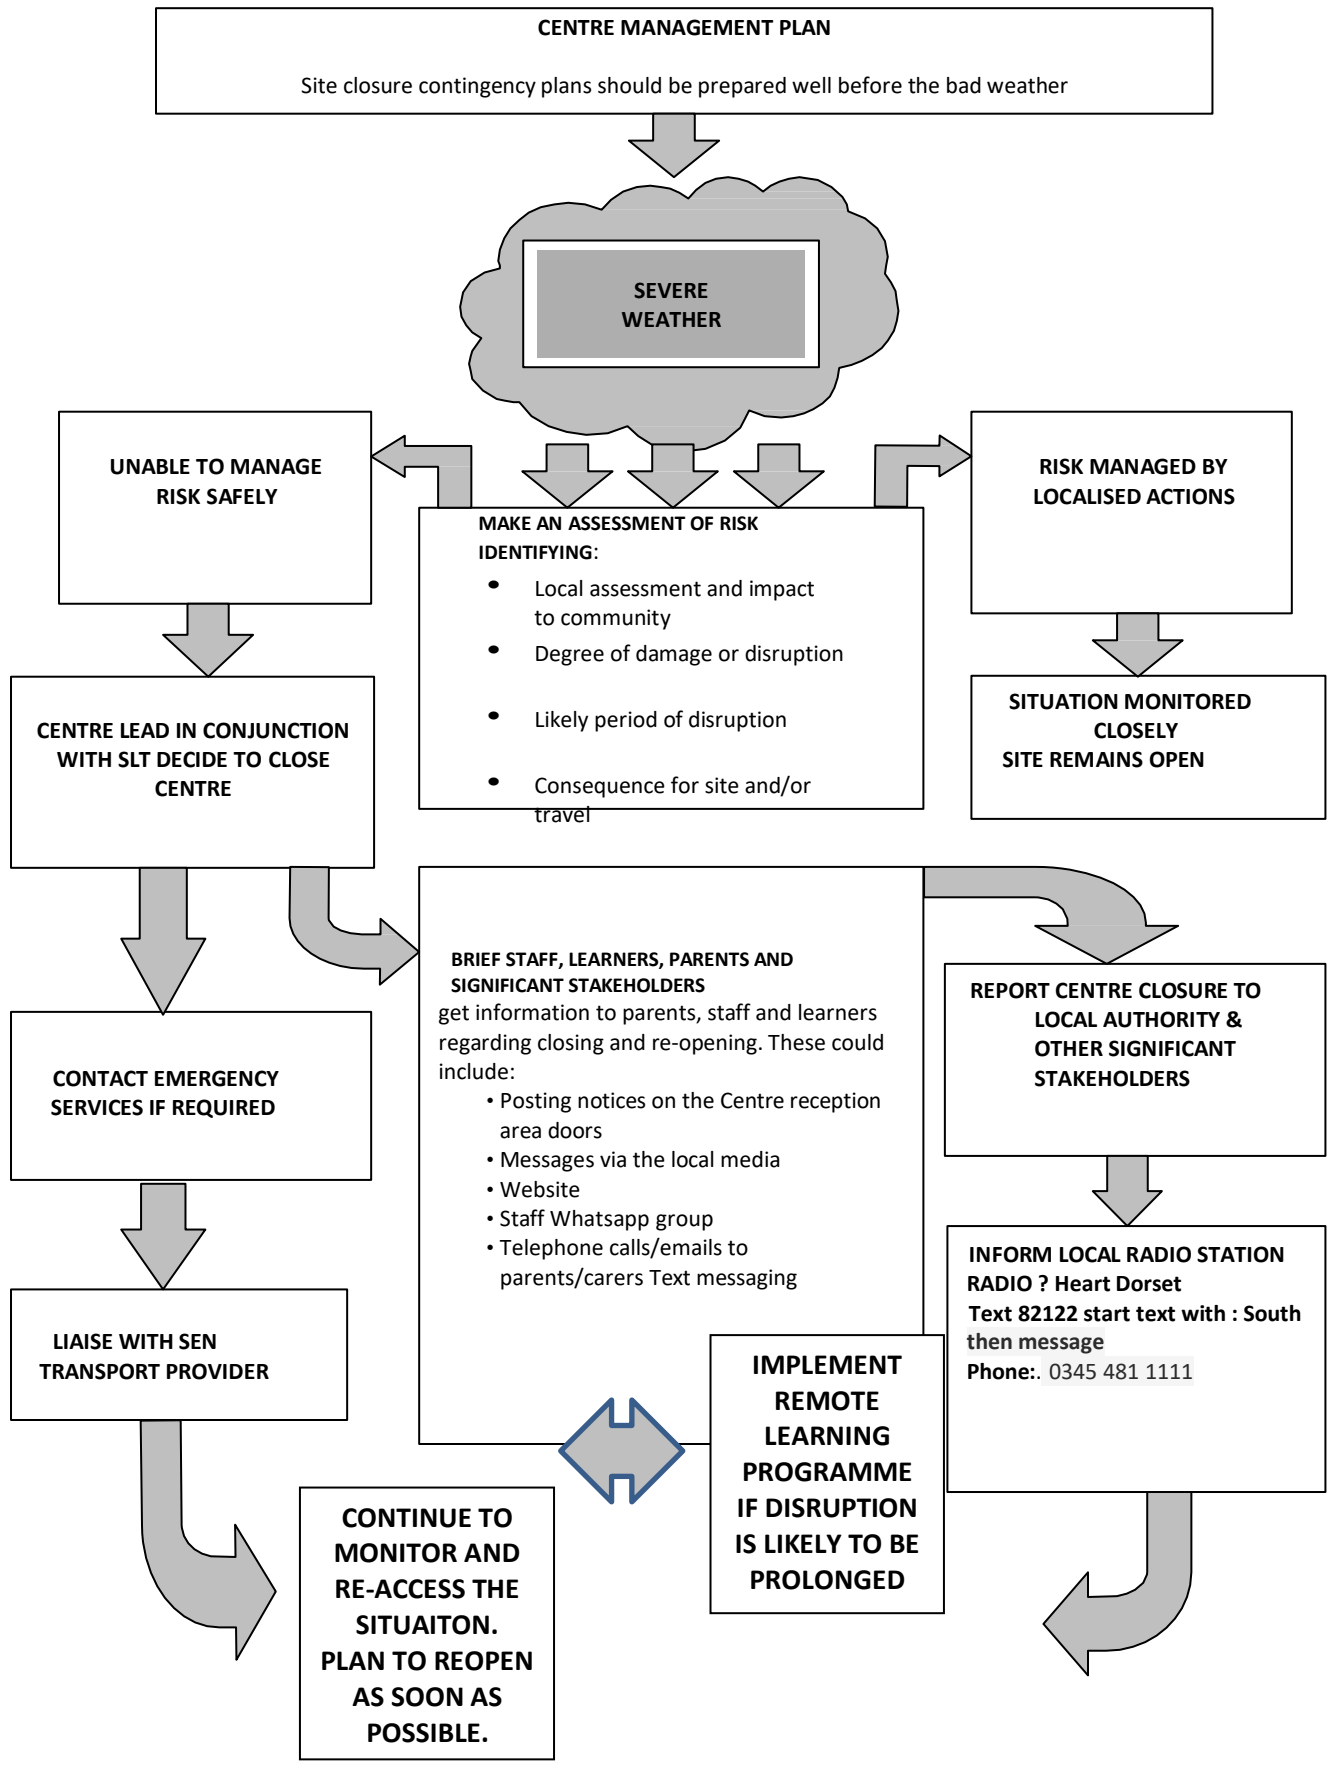 CENTRE MANAGEMENT PLAN
Site closure contingency plans should be prepared well before the bad weather
SEVERE
WEATHER
UNABLE TO MANAGE
RISK SAFELY
RISK MANAGED BY
LOCALISED ACTIONS
MAKE AN ASSESSMENT OF RISK
IDENTIFYING:
• Local assessment and impact
to community
• Degree of damage or disruption
• Likely period of disruption
• Consequence for site and/or
travel
CENTRE LEAD IN CONJUNCTION
WITH SLT DECIDE TO CLOSE
CENTRE
SITUATION MONITORED
CLOSELY
SITE REMAINS OPEN
BRIEF STAFF, LEARNERS, PARENTS AND
SIGNIFICANT STAKEHOLDERS
get information to parents, staff and learners
regarding closing and re-opening. These could
include:
• Posting notices on the Centre reception
area doors
• Messages via the local media
• Website
• Staff Whatsapp group
• Telephone calls/emails to
parents/carers Text messaging
REPORT CENTRE CLOSURE TO
LOCAL AUTHORITY &
OTHER SIGNIFICANT
STAKEHOLDERS
CONTACT EMERGENCY
SERVICES IF REQUIRED
INFORM LOCAL RADIO STATION
RADIO ? Heart Dorset
Text 82122 start text with : South
then message
Phone:. 0345 481 1111
LIAISE WITH SEN
TRANSPORT PROVIDER
IMPLEMENT
REMOTE
LEARNING
PROGRAMME
IF DISRUPTION
IS LIKELY TO BE
PROLONGED
CONTINUE TO
MONITOR AND
RE-ACCESS THE
SITUAITON.
PLAN TO REOPEN
AS SOON AS
POSSIBLE.